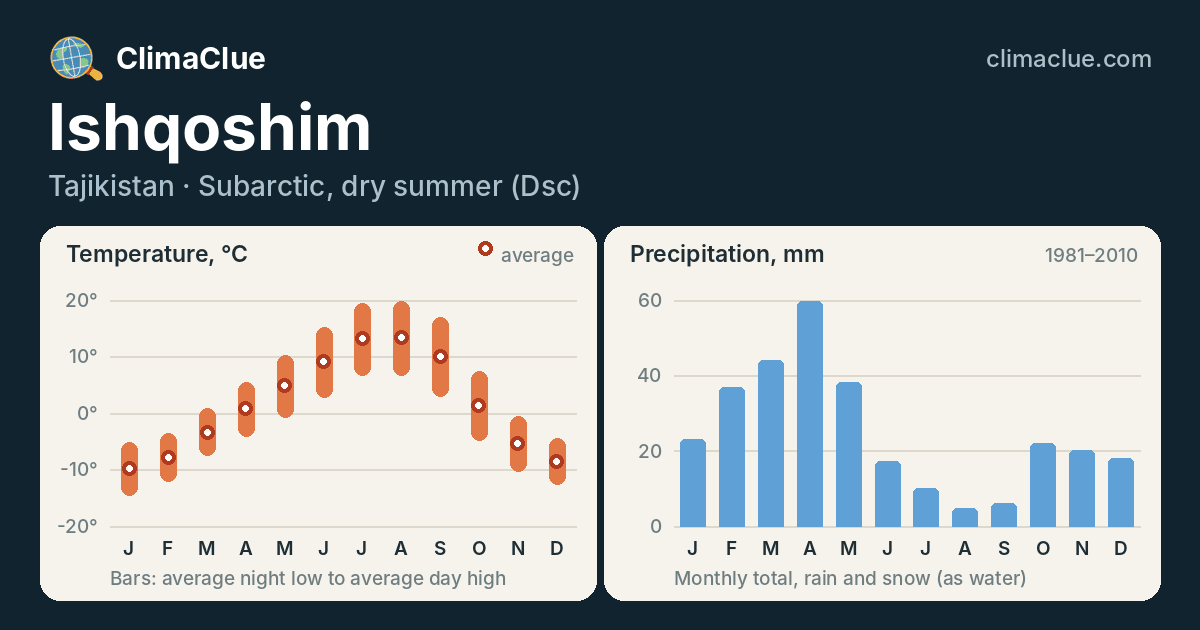 ClimaClue
climaclue.com
Ishqoshim
Tajikistan · Subarctic, dry summer (Dsc)
Temperature, °C
average
20°
10°
0°
-10°
-20°
J F M A M J J A S O N D
Bars: average night low to average day high
Precipitation, mm
1981–2010
60
40
20
0
J F M A M J J A S O N D
Monthly total, rain and snow (as water)